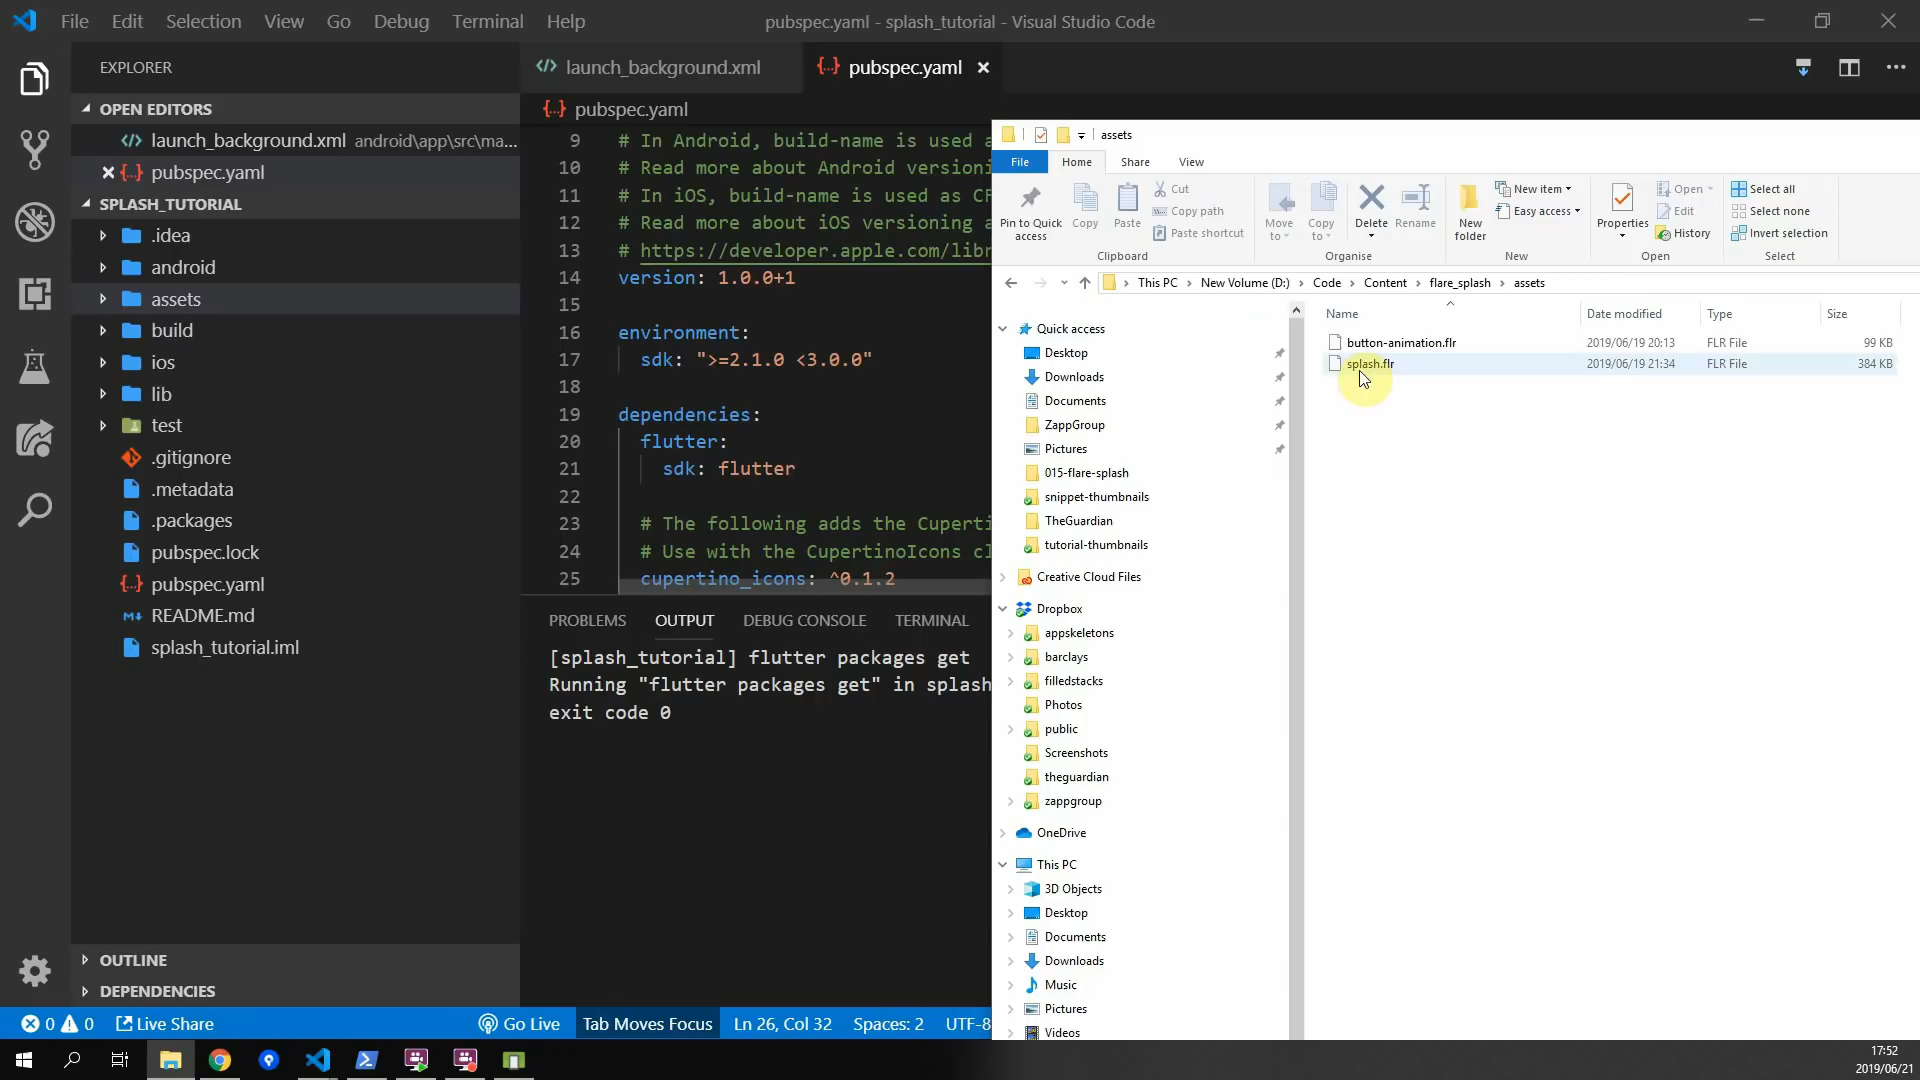 File Edit Selection View Go Debug Terminal Help
pubspec.yaml - splash_tutorial - Visual Studio Code
EXPLORER
OPEN EDITORS
launch_background.xml android\app\src\ma...
pubspec.yaml
SPLASH_TUTORIAL
.idea
android
assets
build
ios
lib
test
.gitignore
.metadata
.packages
pubspec.lock
pubspec.yaml
README.md
splash_tutorial.iml
OUTLINE
DEPENDENCIES
launch_background.xml
pubspec.yaml
pubspec.yaml
9 # In Android, build-name is used a
10 # Read more about Android versioni
11 # In iOS, build-name is used as CF
12 # Read more about iOS versioning a
13 # https://developer.apple.com/libr
14 version: 1.0.0+1
15
16 environment:
17 sdk: ">=2.1.0 <3.0.0"
18
19 dependencies:
20 flutter:
21 sdk: flutter
22
23 # The following adds the Cuperti
24 # Use with the CupertinoIcons cl
25 cupertino_icons: ^0.1.2
PROBLEMS OUTPUT DEBUG CONSOLE TERMINAL
[splash_tutorial] flutter packages get
Running "flutter packages get" in splash
exit code 0
assets
File Home Share View
Pin to Quick access
Copy
Paste
Cut
Copy path
Paste shortcut
Clipboard
Move to
Copy to
Delete
Rename
Organise
New folder
New item
Easy access
New
Properties
Open
Edit
History
Open
Select all
Select none
Invert selection
Select
This PC New Volume (D:) Code Content flare_splash assets
Name Date modified Type Size
button-animation.flr 2019/06/19 20:13 FLR File 99 KB
splash.flr 2019/06/19 21:34 FLR File 384 KB
Quick access
Desktop
Downloads
Documents
ZappGroup
Pictures
015-flare-splash
snippet-thumbnails
TheGuardian
tutorial-thumbnails
Creative Cloud Files
Dropbox
appskeletons
barclays
filledstacks
Photos
public
Screenshots
theguardian
zappgroup
OneDrive
This PC
3D Objects
Desktop
Documents
Downloads
Music
Pictures
Videos
0 0 Live Share Go Live Tab Moves Focus Ln 26, Col 32 Spaces: 2 UTF-8
17:52
2019/06/21